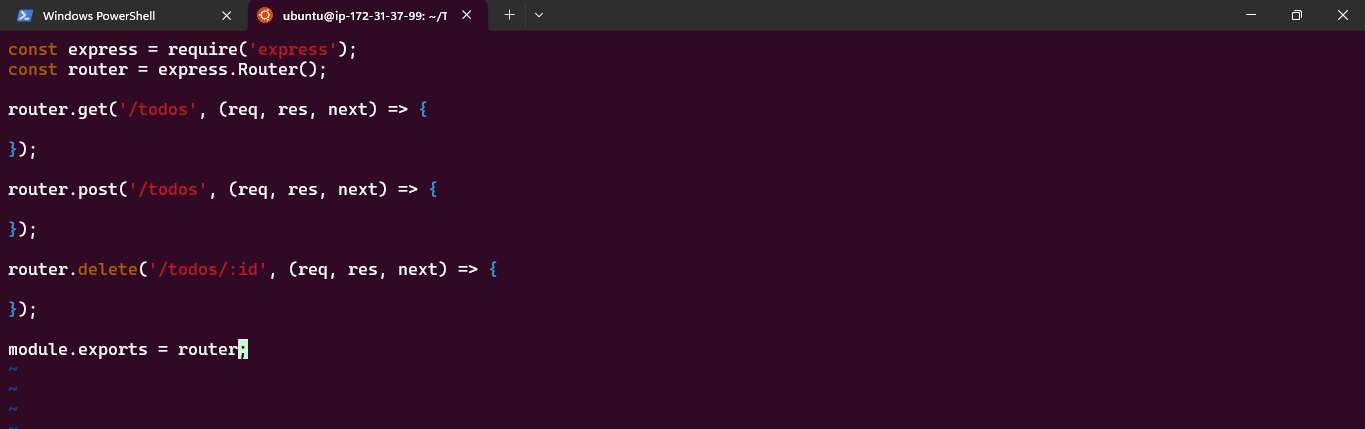 Windows PowerShell
ubuntu@ip-172-31-37-99: ~/T
const express = require('express');
const router = express.Router();
router.get('/todos', (req, res, next) => {
});
router.post('/todos', (req, res, next) => {
});
router.delete('/todos/:id', (req, res, next) => {
});
module.exports = router;
~
~
~
~